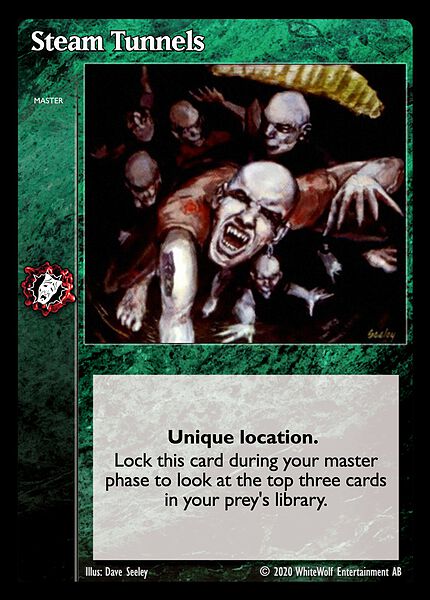 Steam Tunnels
MASTER
Seeley
Unique location.
Lock this card during your master
phase to look at the top three cards
in your prey's library.
Illus: Dave Seeley
© 2020 WhiteWolf Entertainment AB